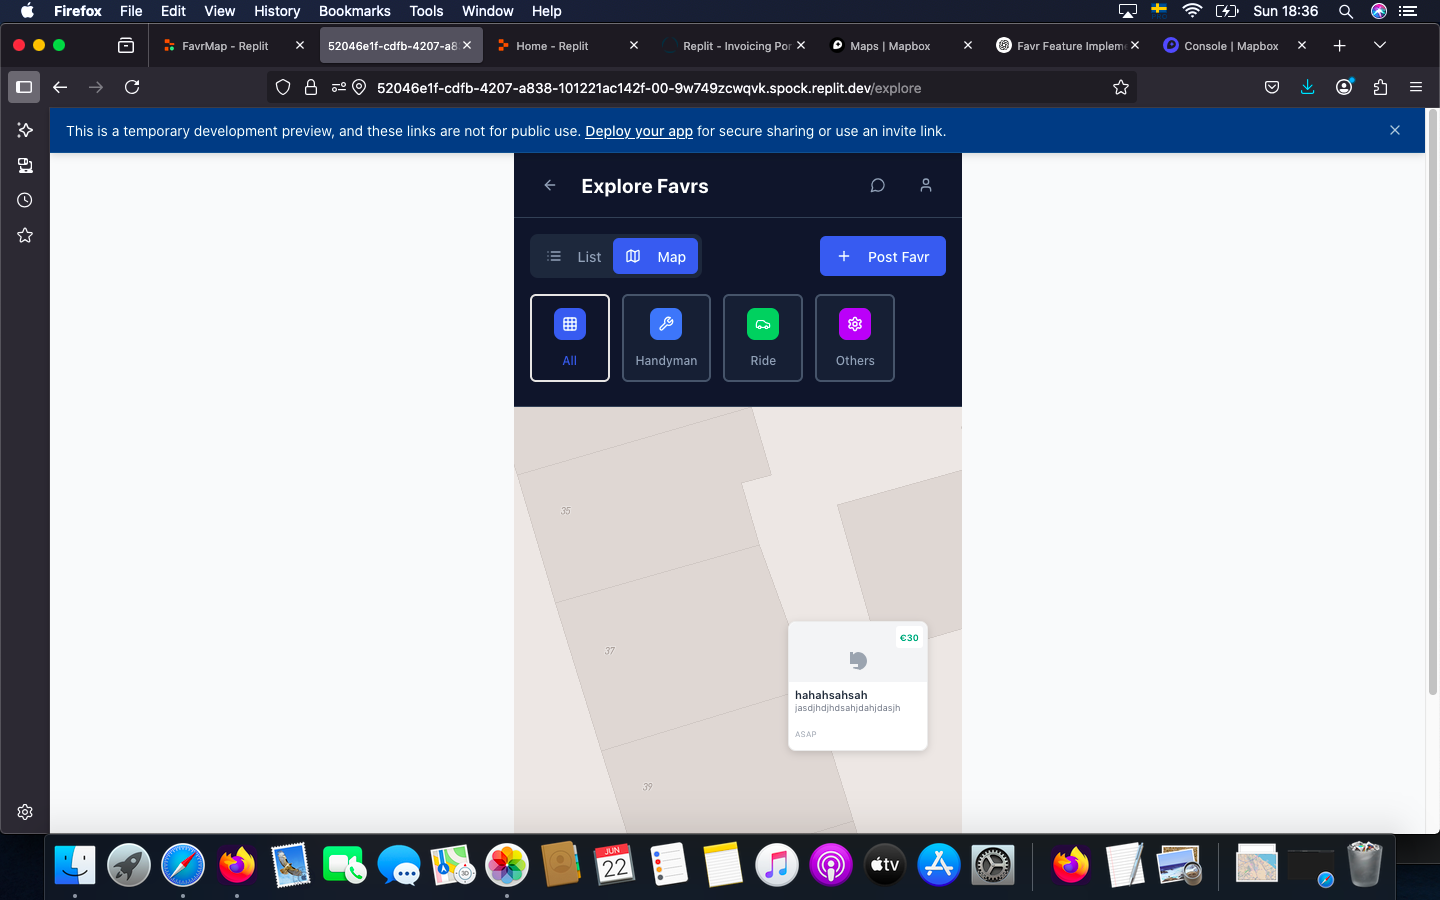 Firefox File Edit View History Bookmarks Tools Window Help Sun 18:36
FavrMap - Replit
52046e1f-cdfb-4207-a8
Home - Replit
Replit - Invoicing Por
Maps | Mapbox
Favr Feature Implem
Console | Mapbox
52046e1f-cdfb-4207-a838-101221ac142f-00-9w749zcwqvk.spock.replit.dev/explore
This is a temporary development preview, and these links are not for public use. Deploy your app for secure sharing or use an invite link.
Explore Favrs
List Map Post Favr
All Handyman Ride Others
35
37
€30
hahahsahsah
jasdjhdjhdsahjdahjdasjh
ASAP
39
JUN
22
3D
tv